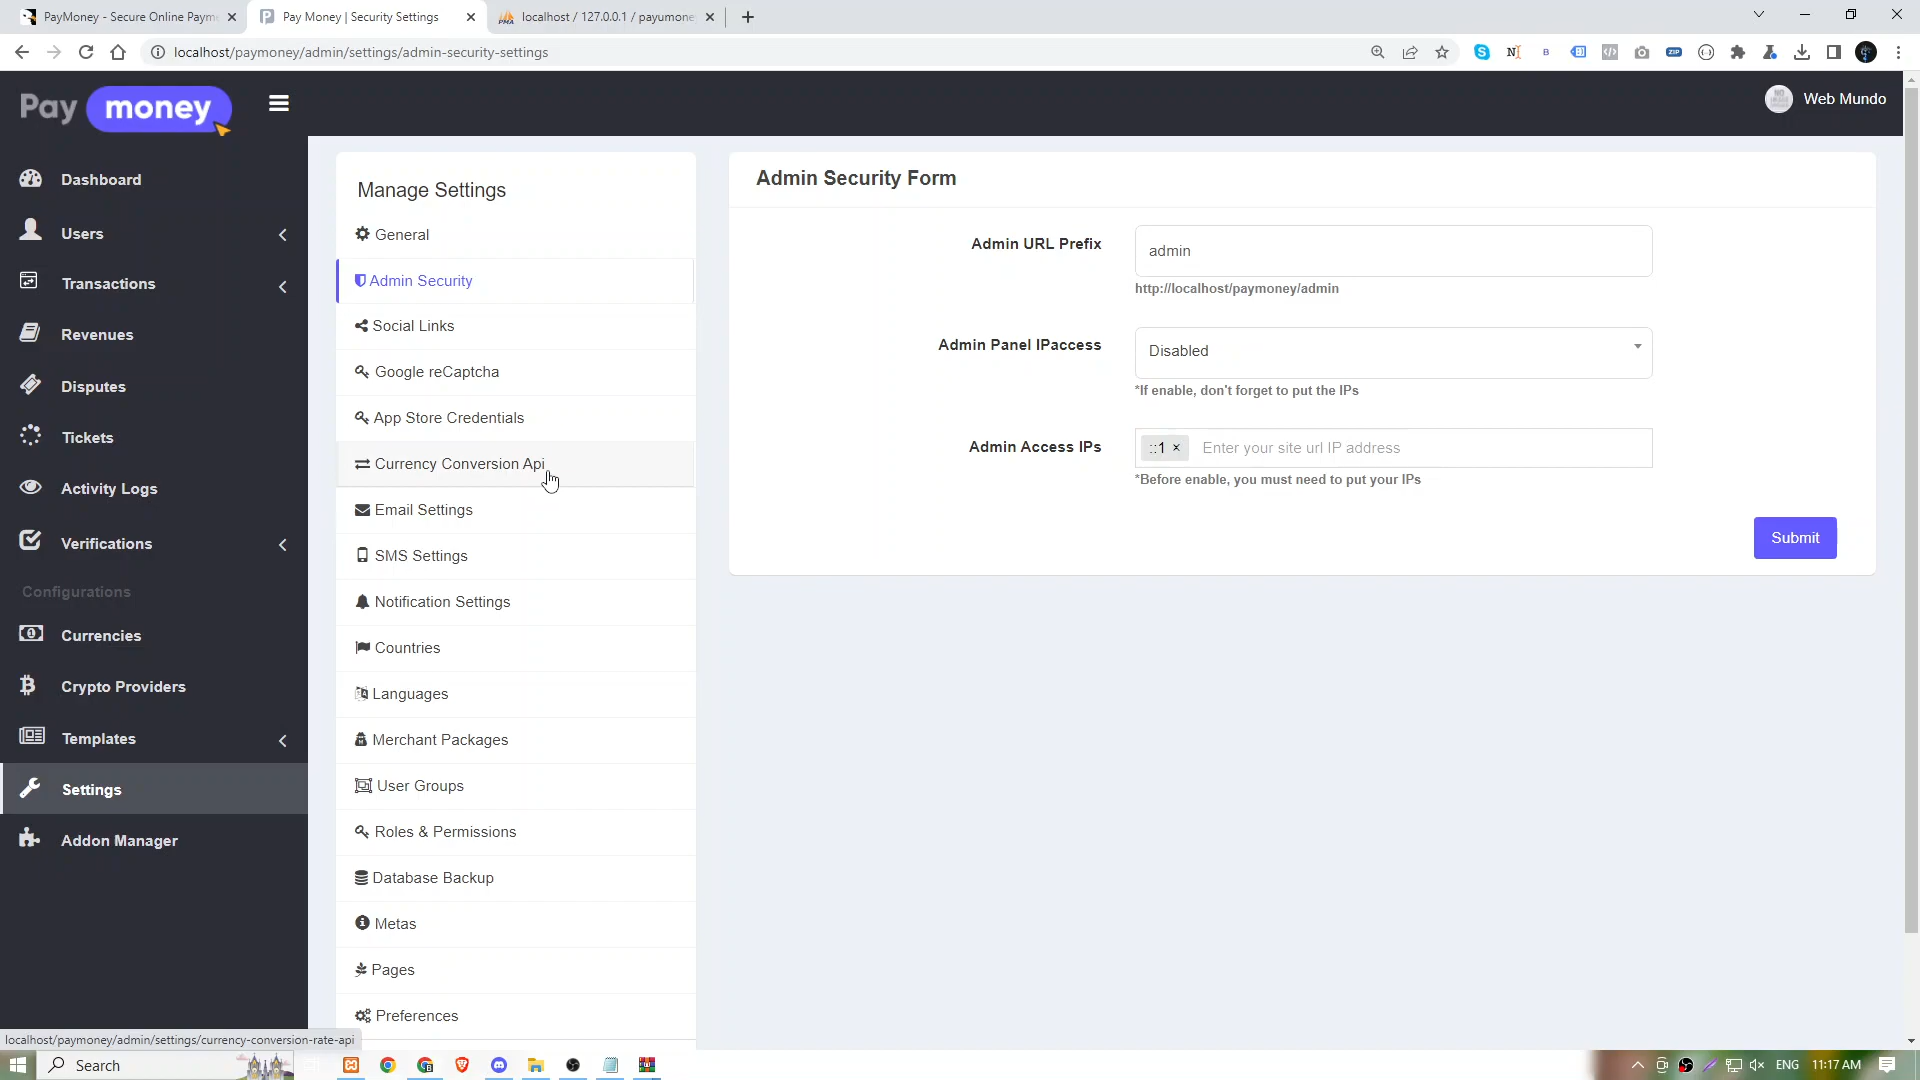 PayMoney - Secure Online Payme
Pay Money | Security Settings
localhost / 127.0.0.1 / payumone
localhost/paymoney/admin/settings/admin-security-settings
Pay money
Web Mundo
Dashboard
Users
Transactions
Revenues
Disputes
Tickets
Activity Logs
Verifications
Configurations
Currencies
Crypto Providers
Templates
Settings
Addon Manager
Manage Settings
General
Admin Security
Social Links
Google reCaptcha
App Store Credentials
Currency Conversion Api
Email Settings
SMS Settings
Notification Settings
Countries
Languages
Merchant Packages
User Groups
Roles & Permissions
Database Backup
Metas
Pages
Preferences
Admin Security Form
Admin URL Prefix
admin
http://localhost/paymoney/admin
Admin Panel IPaccess
Disabled
*If enable, don't forget to put the IPs
Admin Access IPs
::1 ×
Enter your site url IP address
*Before enable, you must need to put your IPs
Submit
localhost/paymoney/admin/settings/currency-conversion-rate-api
Search
ENG
11:17 AM